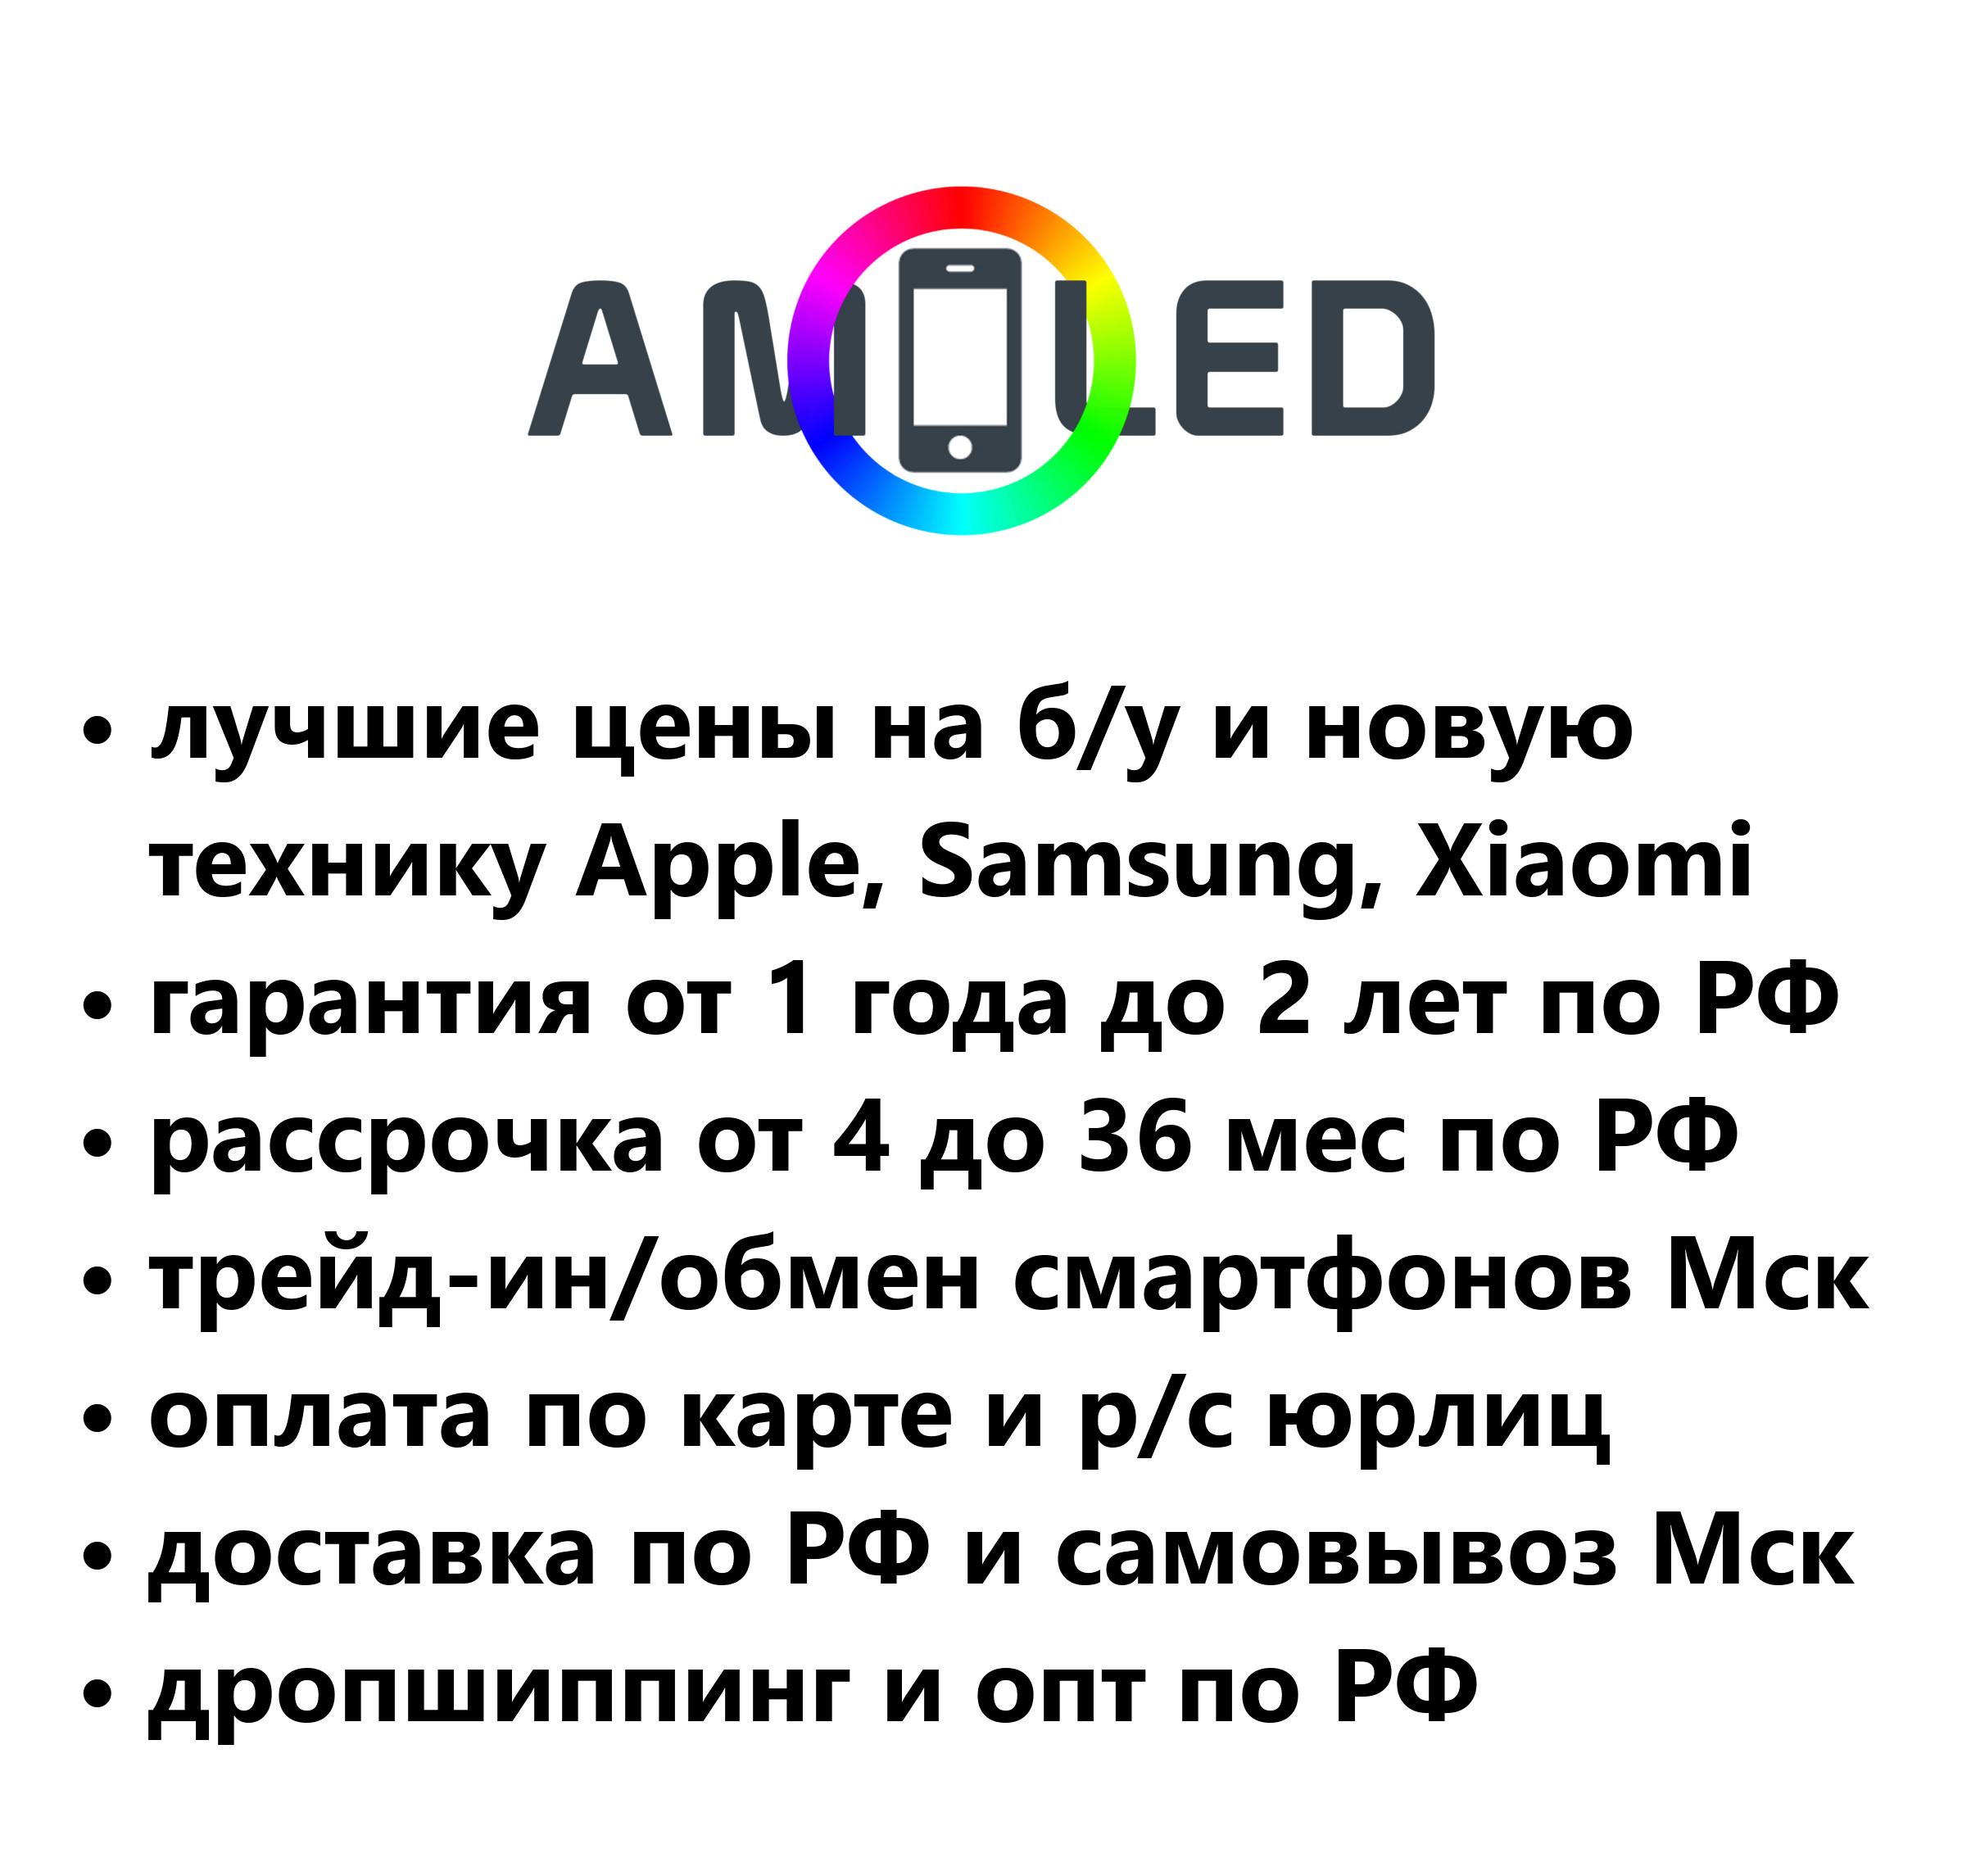 AMOLED
• лучшие цены на б/у и новую
технику Apple, Samsung, Xiaomi
• гарантия от 1 года до 2 лет по РФ
• рассрочка от 4 до 36 мес по РФ
• трейд-ин/обмен смартфонов Мск
• оплата по карте и р/с юрлиц
• доставка по РФ и самовывоз Мск
• дропшиппинг и опт по РФ